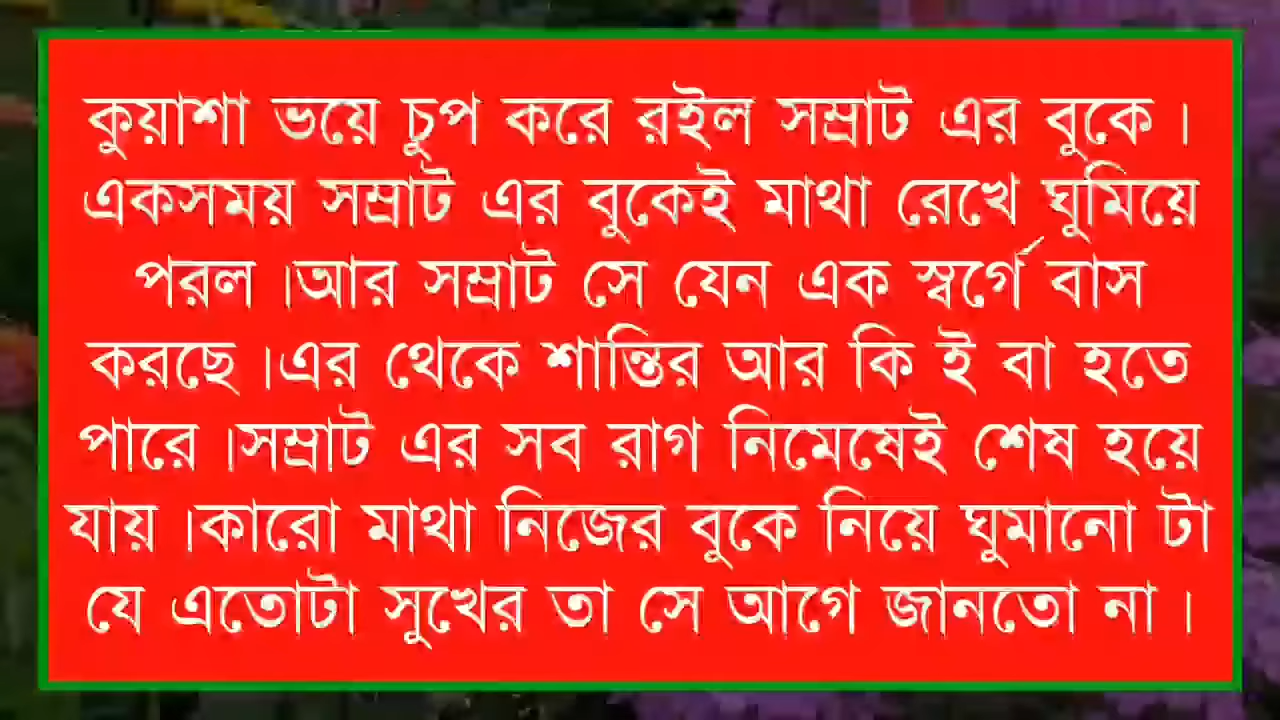 কুয়াশা ভয়ে চুপ করে রইল সম্রাট এর বুকে ।
একসময় সম্রাট এর বুকেই মাথা রেখে ঘুমিয়ে
পরল ।আর সম্রাট সে যেন এক স্বর্গে বাস
করছে ।এর থেকে শান্তির আর কি ই বা হতে
পারে ।সম্রাট এর সব রাগ নিমেষেই শেষ হয়ে
যায় ।কারো মাথা নিজের বুকে নিয়ে ঘুমানো টা
যে এতোটা সুখের তা সে আগে জানতো না ।